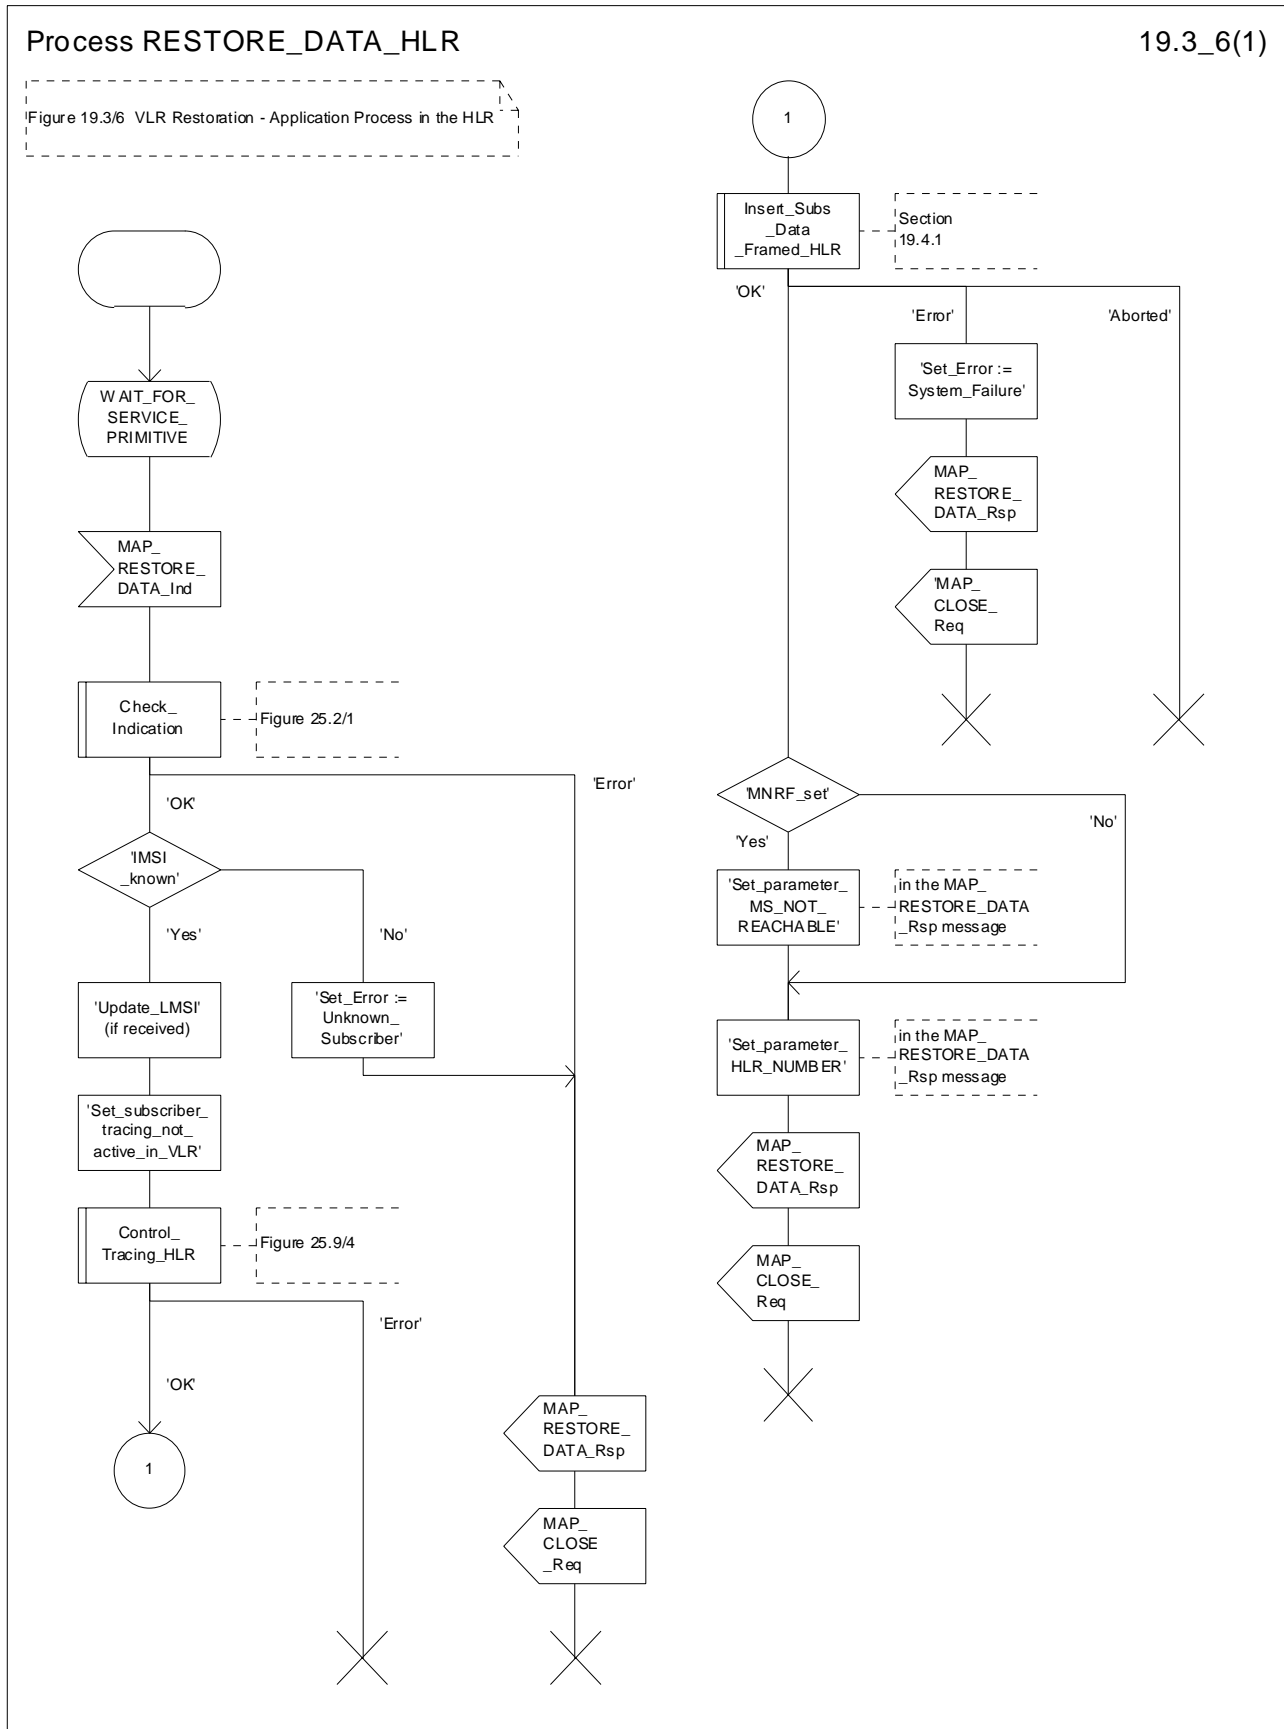 Process RESTORE_DATA_HLR
19.3_6(1)
Figure 19.3/6 VLR Restoration - Application Process in the HLR
WAIT_FOR_
SERVICE_
PRIMITIVE
MAP_
RESTORE_
DATA_Ind
Check_
Indication
Figure 25.2/1
'Error'
'OK'
'IMSI
_known'
'Yes'
'No'
'Update_LMSI'
(if received)
'Set_Error :=
Unknown_
Subscriber'
'Set_subscriber_
tracing_not_
active_in_VLR'
Control_
Tracing_HLR
Figure 25.9/4
'Error'
'OK'
1
MAP_
RESTORE_
DATA_Rsp
MAP_
CLOSE
_Req
1
Insert_Subs
_Data
_Framed_HLR
Section
19.4.1
'OK'
'Error'
'Aborted'
'Set_Error :=
System_Failure'
MAP_
RESTORE_
DATA_Rsp
'MAP_
CLOSE_
Req
'MNRF_set'
'No'
'Yes'
'Set_parameter_
MS_NOT_
REACHABLE'
in the MAP_
RESTORE_DATA
_Rsp message
'Set_parameter_
HLR_NUMBER'
in the MAP_
RESTORE_DATA
_Rsp message
MAP_
RESTORE_
DATA_Rsp
MAP_
CLOSE_
Req